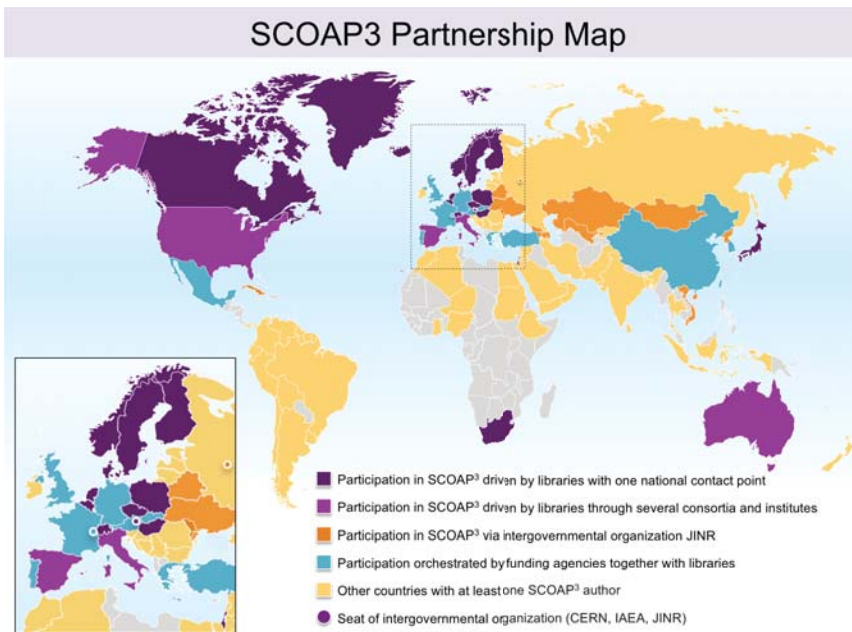 SCOAP3 Partnership Map
Participation in SCOAP³ driven by libraries with one national contact point
Participation in SCOAP³ driven by libraries through several consortia and institutes
Participation in SCOAP³ via intergovernmental organization JINR
Participation orchestrated by funding agencies together with libraries
Other countries with at least one SCOAP³ author
Seat of intergovernmental organization (CERN, IAEA, JINR)